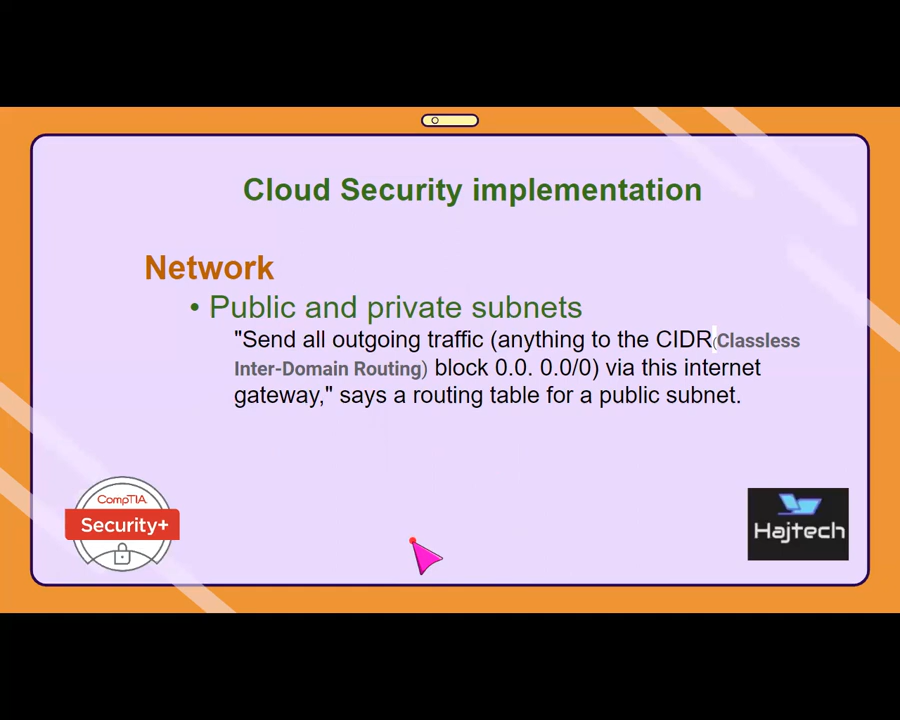 Cloud Security implementation
Network
• Public and private subnets
"Send all outgoing traffic (anything to the CIDR(Classless
Inter-Domain Routing) block 0.0. 0.0/0) via this internet
gateway," says a routing table for a public subnet.
CompTIA
Security+
Hajtech